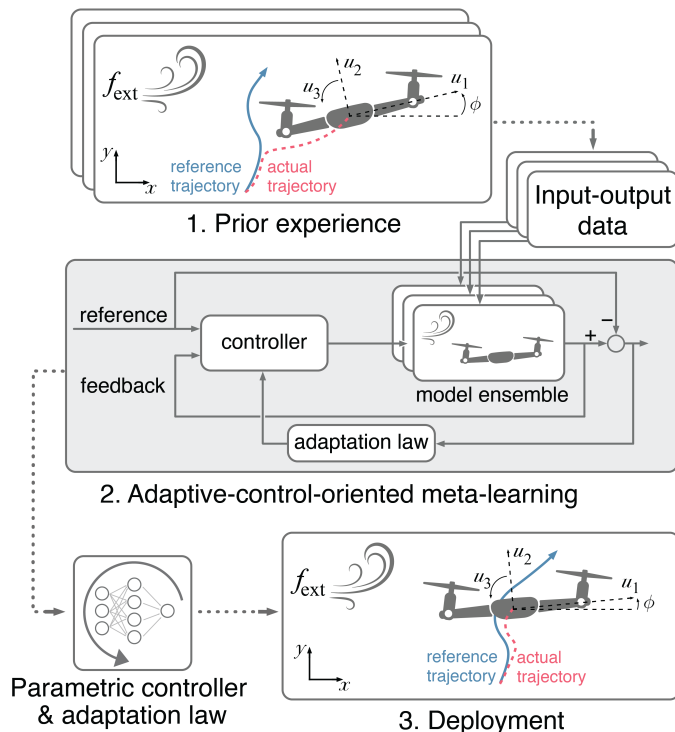 f_ext
u_2
u_3
u_1
ϕ
y
x
reference
trajectory
actual
trajectory
1. Prior experience
Input-output
data
reference
controller
feedback
−
+
model ensemble
adaptation law
2. Adaptive-control-oriented meta-learning
Parametric controller
& adaptation law
f_ext
u_2
u_3
u_1
ϕ
y
x
reference
trajectory
actual
trajectory
3. Deployment